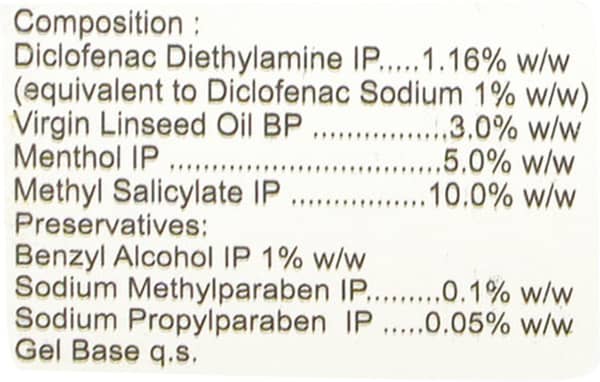 Composition :
Diclofenac Diethylamine IP.....1.16% w/w
(equivalent to Diclofenac Sodium 1% w/w)
Virgin Linseed Oil BP .................3.0% w/w
Menthol IP ...................................5.0% w/w
Methyl Salicylate IP .................10.0% w/w
Preservatives:
Benzyl Alcohol IP 1% w/w
Sodium Methylparaben IP.........0.1% w/w
Sodium Propylparaben IP .....0.05% w/w
Gel Base q.s.